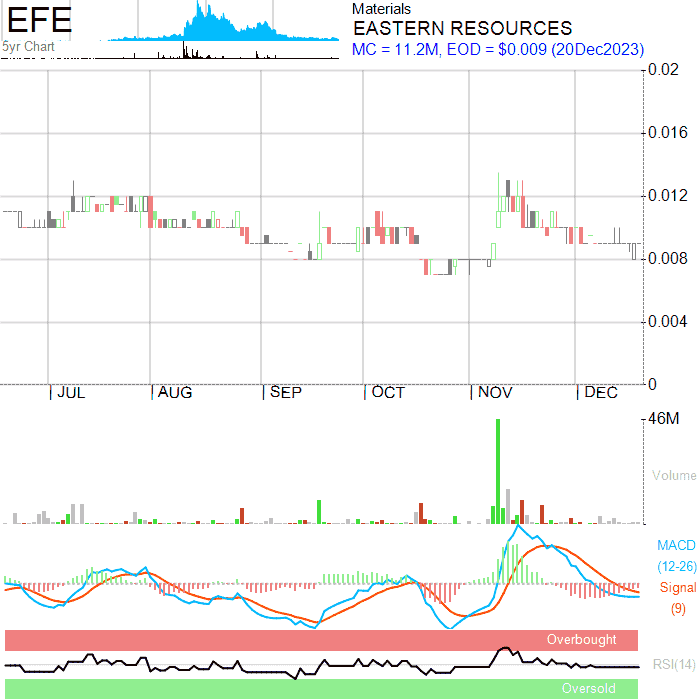 EFE
5yr Chart
Materials
EASTERN RESOURCES
MC = 11.2M, EOD = $0.009 (20Dec2023)
0.02
0.016
0.012
0.008
0.004
0
JUL AUG SEP OCT NOV DEC
46M
Volume
MACD
(12-26)
Signal
(9)
Overbought
RSI(14)
Oversold